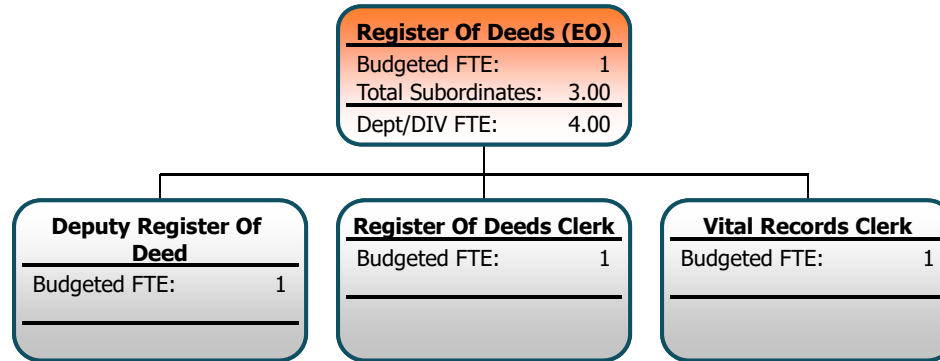 Register Of Deeds (EO)
Budgeted FTE: 1
Total Subordinates: 3.00
Dept/DIV FTE: 4.00
Deputy Register Of
Deed
Budgeted FTE: 1
Register Of Deeds Clerk
Budgeted FTE: 1
Vital Records Clerk
Budgeted FTE: 1